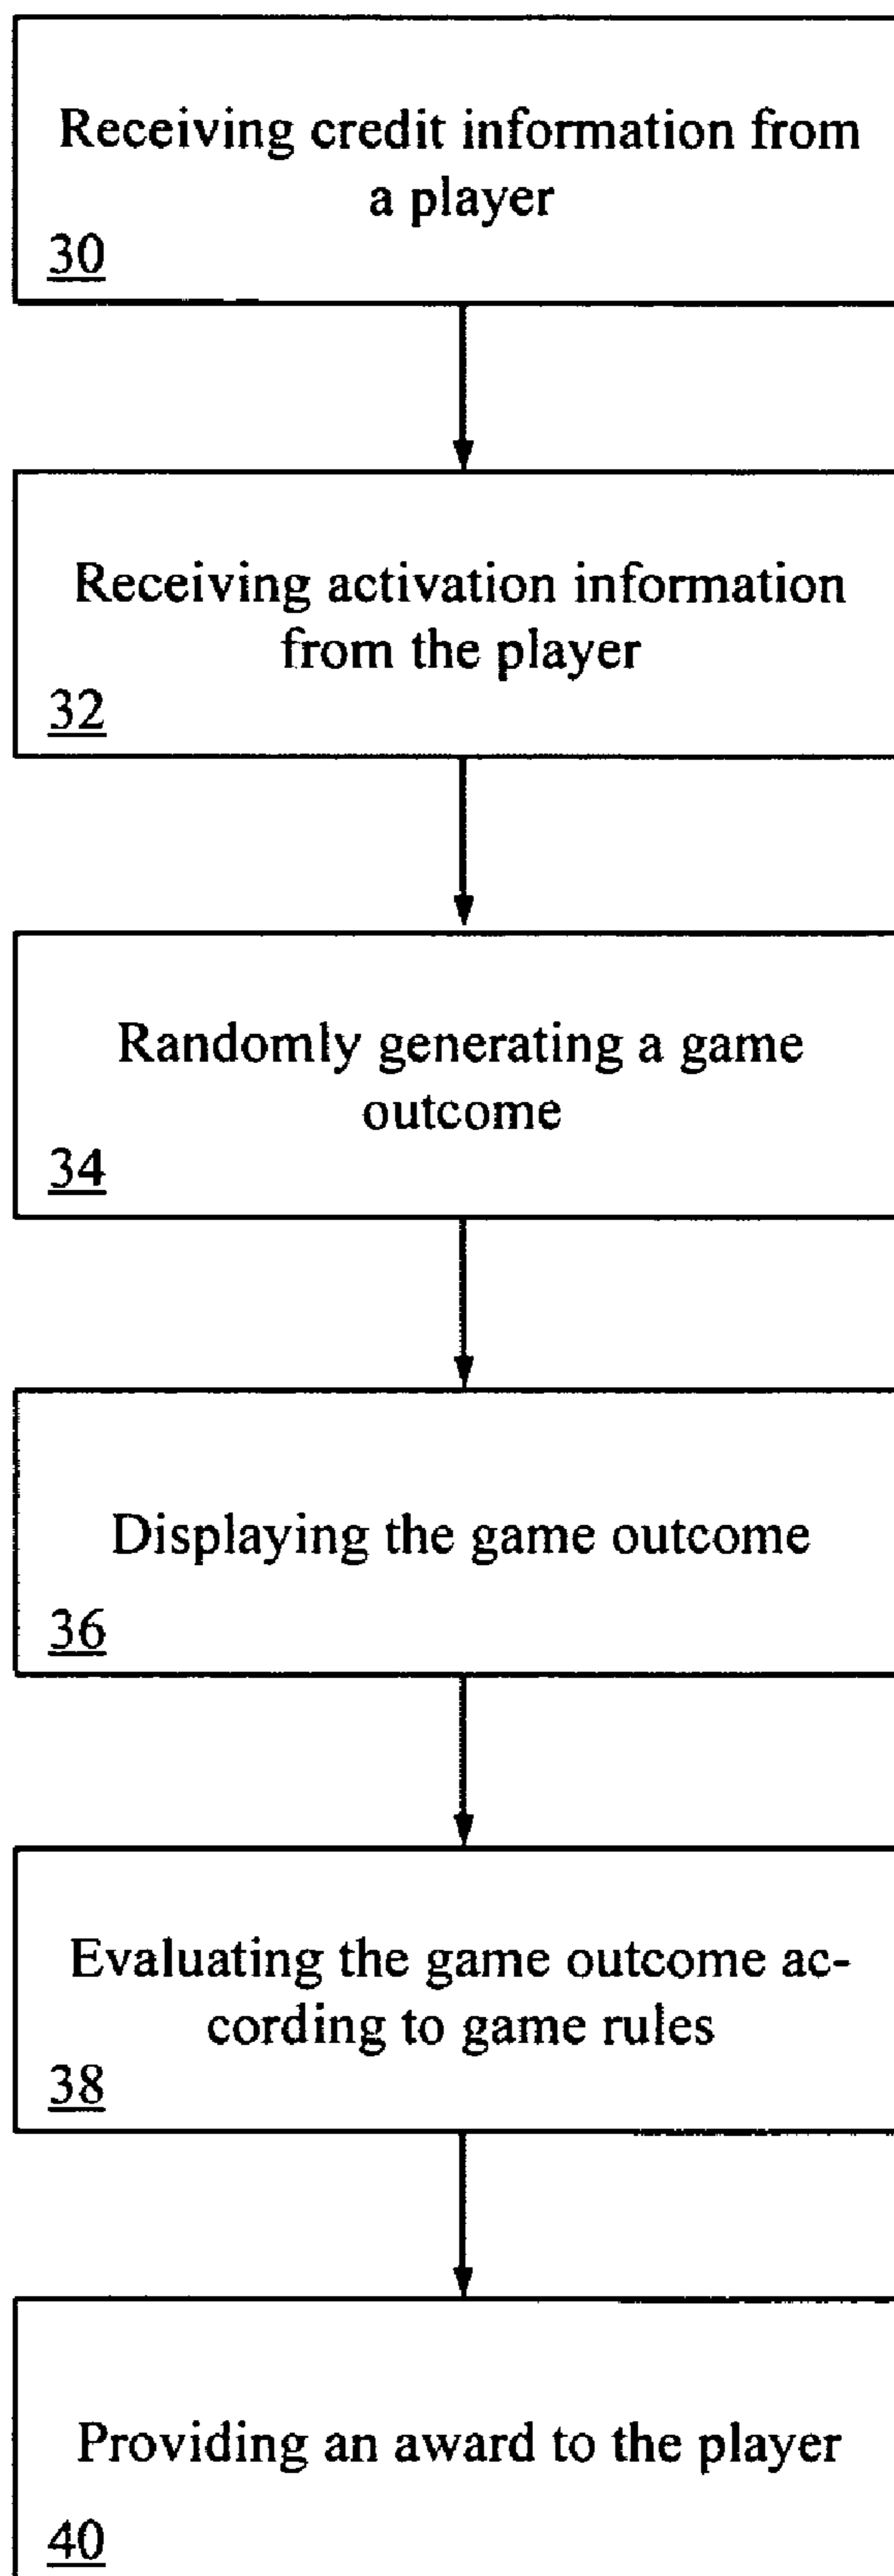 Receiving credit information from
a player
30
Receiving activation information
from the player
32
Randomly generating a game
outcome
34
Displaying the game outcome
36
Evaluating the game outcome ac-
cording to game rules
38
Providing an award to the player
40